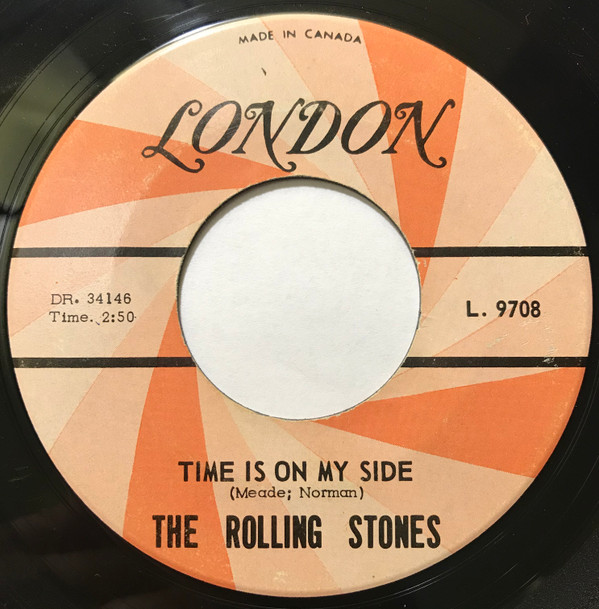 MADE IN CANADA
LONDON
DR. 34146
Time. 2:50
L. 9708
TIME IS ON MY SIDE
(Meade; Norman)
THE ROLLING STONES